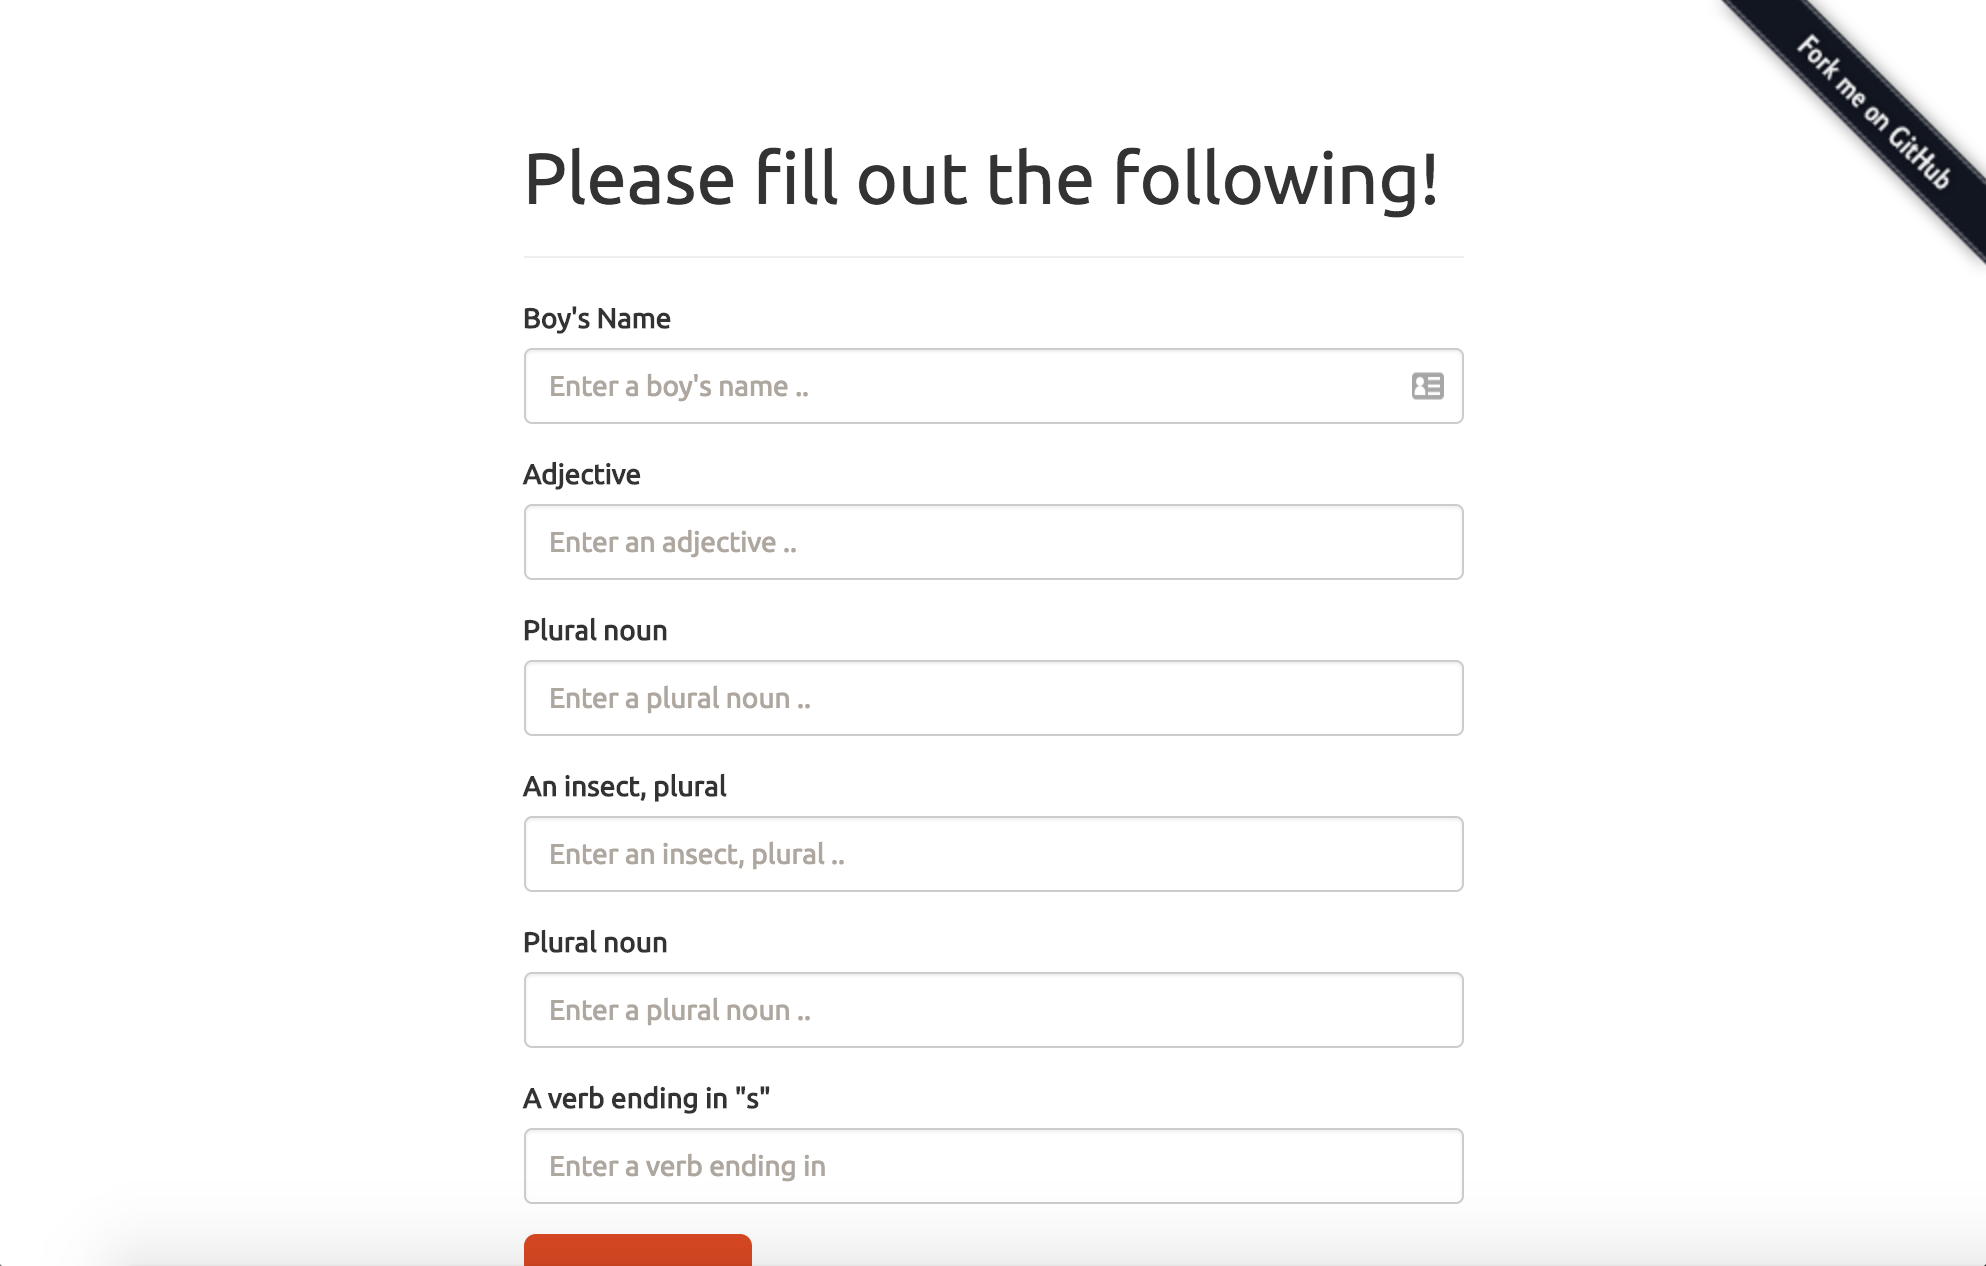 Fork me on GitHub
Please fill out the following!
Boy's Name
Enter a boy's name ..
Adjective
Enter an adjective ..
Plural noun
Enter a plural noun ..
An insect, plural
Enter an insect, plural ..
Plural noun
Enter a plural noun ..
A verb ending in "s"
Enter a verb ending in